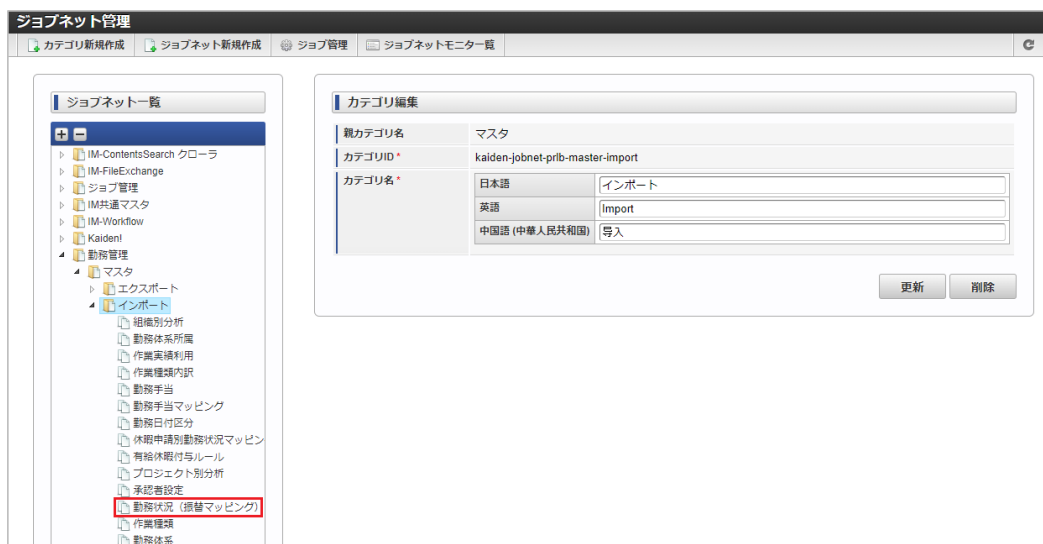 ジョブネット管理
カテゴリ新規作成 ジョブネット新規作成 ジョブ管理 ジョブネットモニター覧
ジョブネット一覧
IM-ContentsSearch クローラ
IM-FileExchange
ジョブ管理
IM共通マスタ
IM-Workflow
Kaiden!
勤務管理
マスタ
エクスポート
インポート
組織別分析
勤務体系所属
作業実績利用
作業種類内訳
勤務手当
勤務手当マッピング
勤務日付区分
休暇申請別勤務状況マッピン
有給休暇付与ルール
プロジェクト別分析
承認者設定
勤務状況（振替マッピング）
作業種類
勤務体系
カテゴリ編集
親カテゴリ名 マスタ
カテゴリID * kaiden-jobnet-prlb-master-import
カテゴリ名 * 日本語 インポート
英語 Import
中国語 (中華人民共和国) 导入
更新 削除